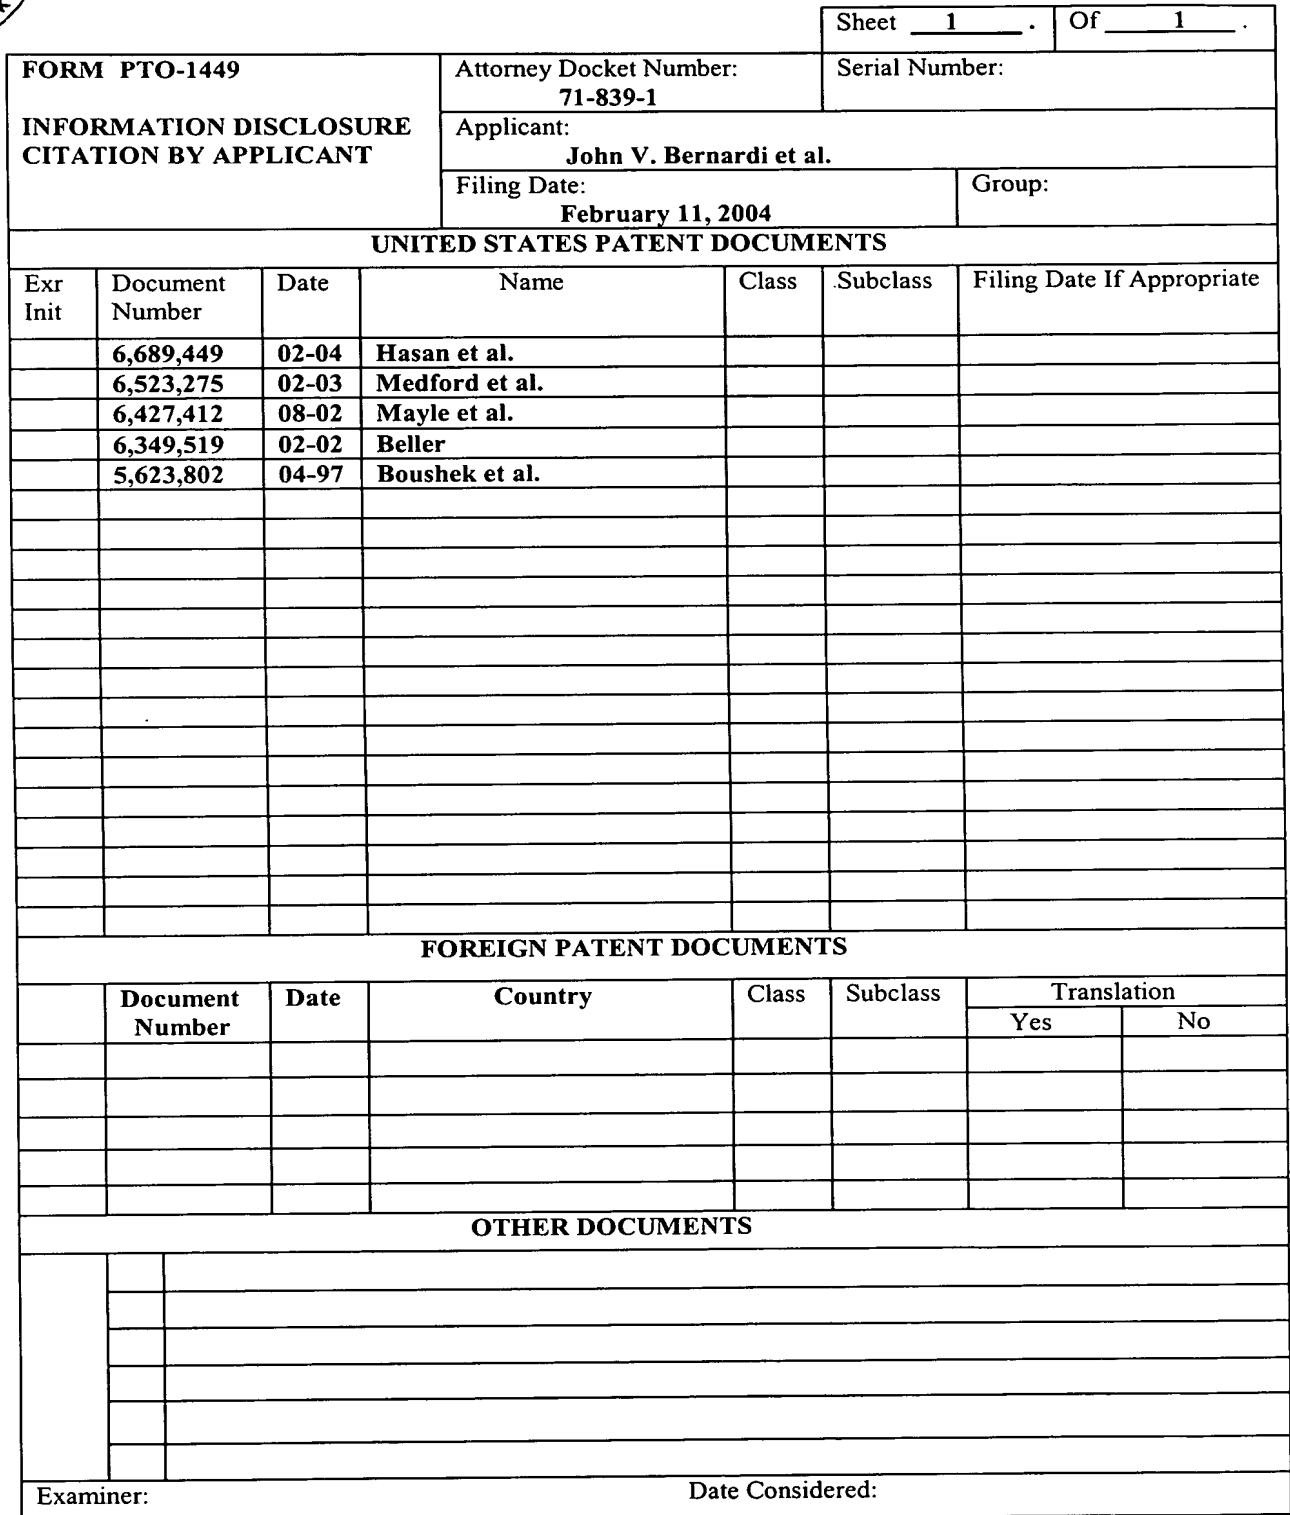 Sheet 1 . Of 1 .
FORM PTO-1449 Attorney Docket Number: Serial Number:
71-839-1
INFORMATION DISCLOSURE Applicant:
CITATION BY APPLICANT John V. Bernardi et al.
Filing Date: Group:
February 11, 2004
UNITED STATES PATENT DOCUMENTS
Exr Document Date Name Class Subclass Filing Date If Appropriate
Init Number
6,689,449 02-04 Hasan et al.
6,523,275 02-03 Medford et al.
6,427,412 08-02 Mayle et al.
6,349,519 02-02 Beller
5,623,802 04-97 Boushek et al.
FOREIGN PATENT DOCUMENTS
Document Date Country Class Subclass Translation
Number Yes No
OTHER DOCUMENTS
Examiner: Date Considered: